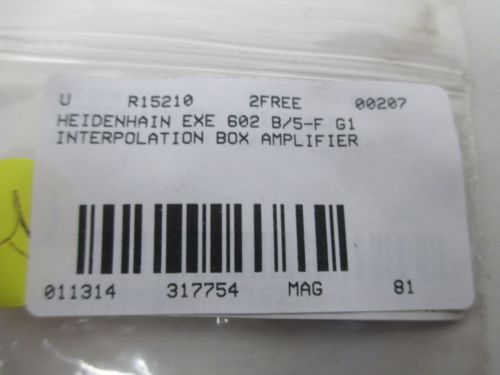 U R15210 2FREE 00207
HEIDENHAIN EXE 602 B/5-F G1
INTERPOLATION BOX AMPLIFIER
011314 317754 MAG 81